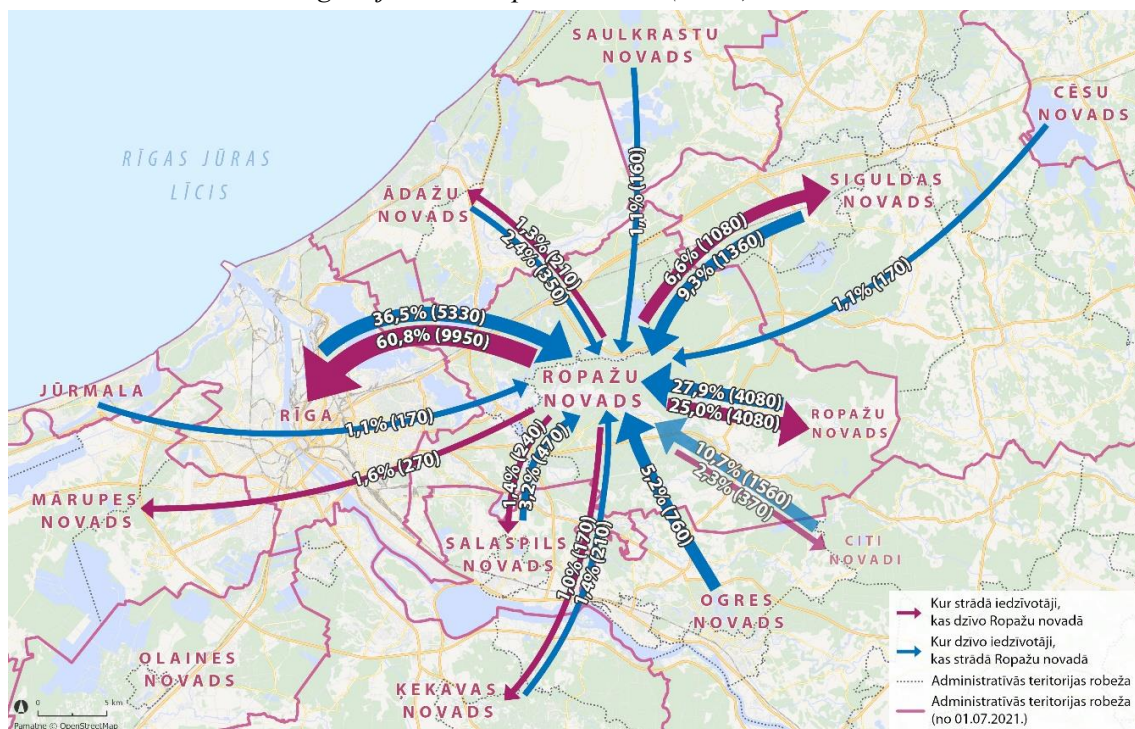 SAULKRASTU
NOVADS
CĒSU
NOVADS
RĪGAS JŪRAS
LĪCIS
ĀDAŽU
NOVADS
SIGULDAS
NOVADS
1,1% (160)
1,3% (210)
2,4% (350)
6,6% (1080)
9,3% (1360)
1,1% (170)
36,5% (5330)
60,8% (9950)
JŪRMALA
RĪGA
ROPAŽU
NOVADS
27,9% (4080)
25,0% (4080)
ROPAŽU
NOVADS
1,1% (170)
1,6% (270)
MĀRUPES
NOVADS
1,4% (240)
3,2% (470)
10,7% (1560)
2,3% (370)
5,2% (760)
CITI
NOVADI
SALASPILS
NOVADS
1,0% (170)
1,4% (210)
OGRES
NOVADS
OLAINES
NOVADS
ĶEKAVAS
NOVADS
Kur strādā iedzīvotāji,
kas dzīvo Ropažu novadā
Kur dzīvo iedzīvotāji,
kas strādā Ropažu novadā
Administratīvās teritorijas robeža
Administratīvās teritorijas robeža
(no 01.07.2021.)
0 5 km
Pamatne © OpenStreetMap